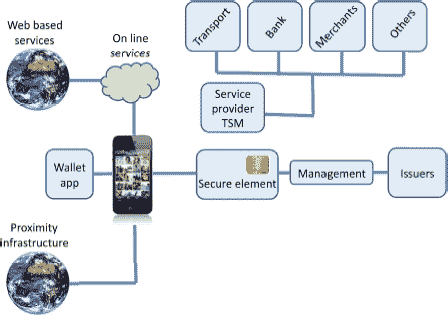 Web based
services
On line
services
Transport
Bank
Merchants
Others
Service
provider
TSM
Wallet
app
Secure element
Management
Issuers
Proximity
infrastructure